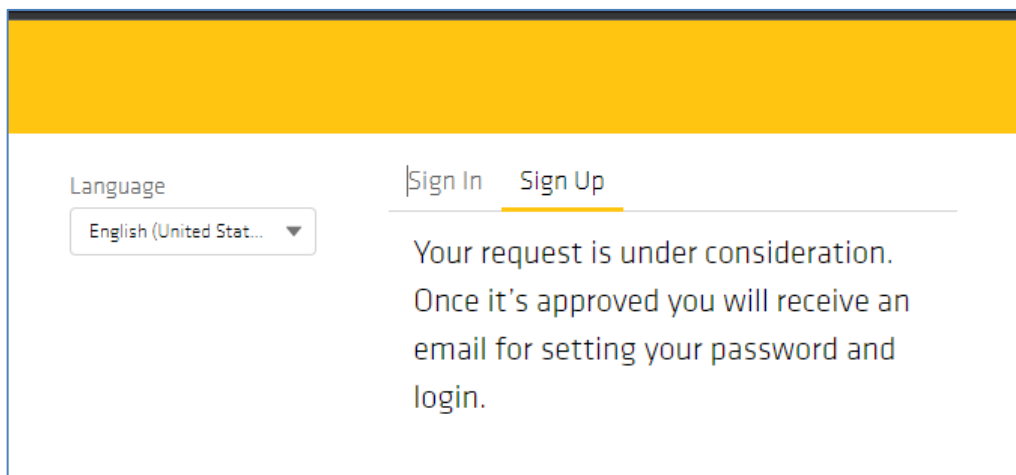 Language
English (United Stat...
Sign In Sign Up
Your request is under consideration.
Once it’s approved you will receive an
email for setting your password and
login.